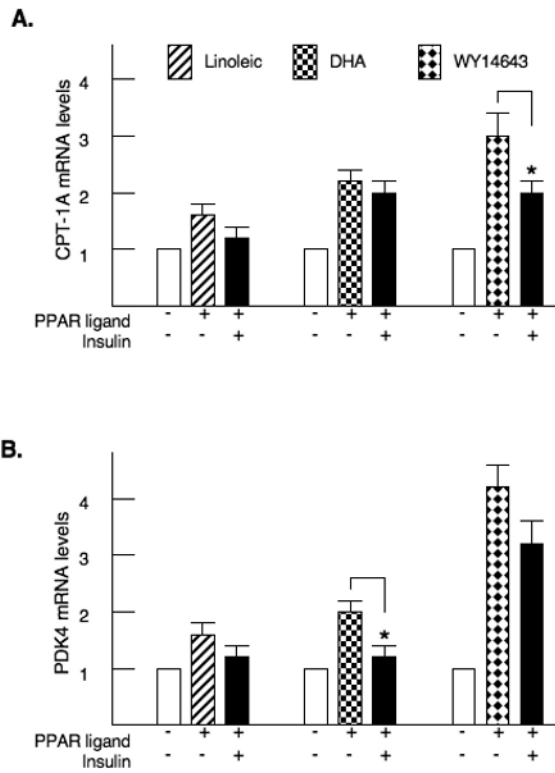 A.
Linoleic DHA WY14643
CPT-1A mRNA levels
4
3
2
1
*
PPAR ligand - + + - + + - + +
Insulin - - + - - + - - +
B.
PDK4 mRNA levels
4
3
2
1
*
PPAR ligand - + + - + + - + +
Insulin - - + - - + - - +